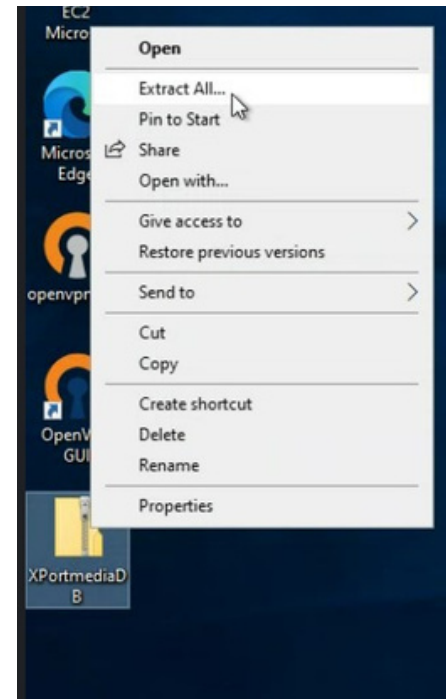 EC2
Micro
Open
Extract All...
Pin to Start
Micros
Share
Edge
Open with...
Give access to
Restore previous versions
openvpn
Send to
Cut
Copy
Create shortcut
OpenV
Delete
GUI
Rename
Properties
XPortmediaD
B